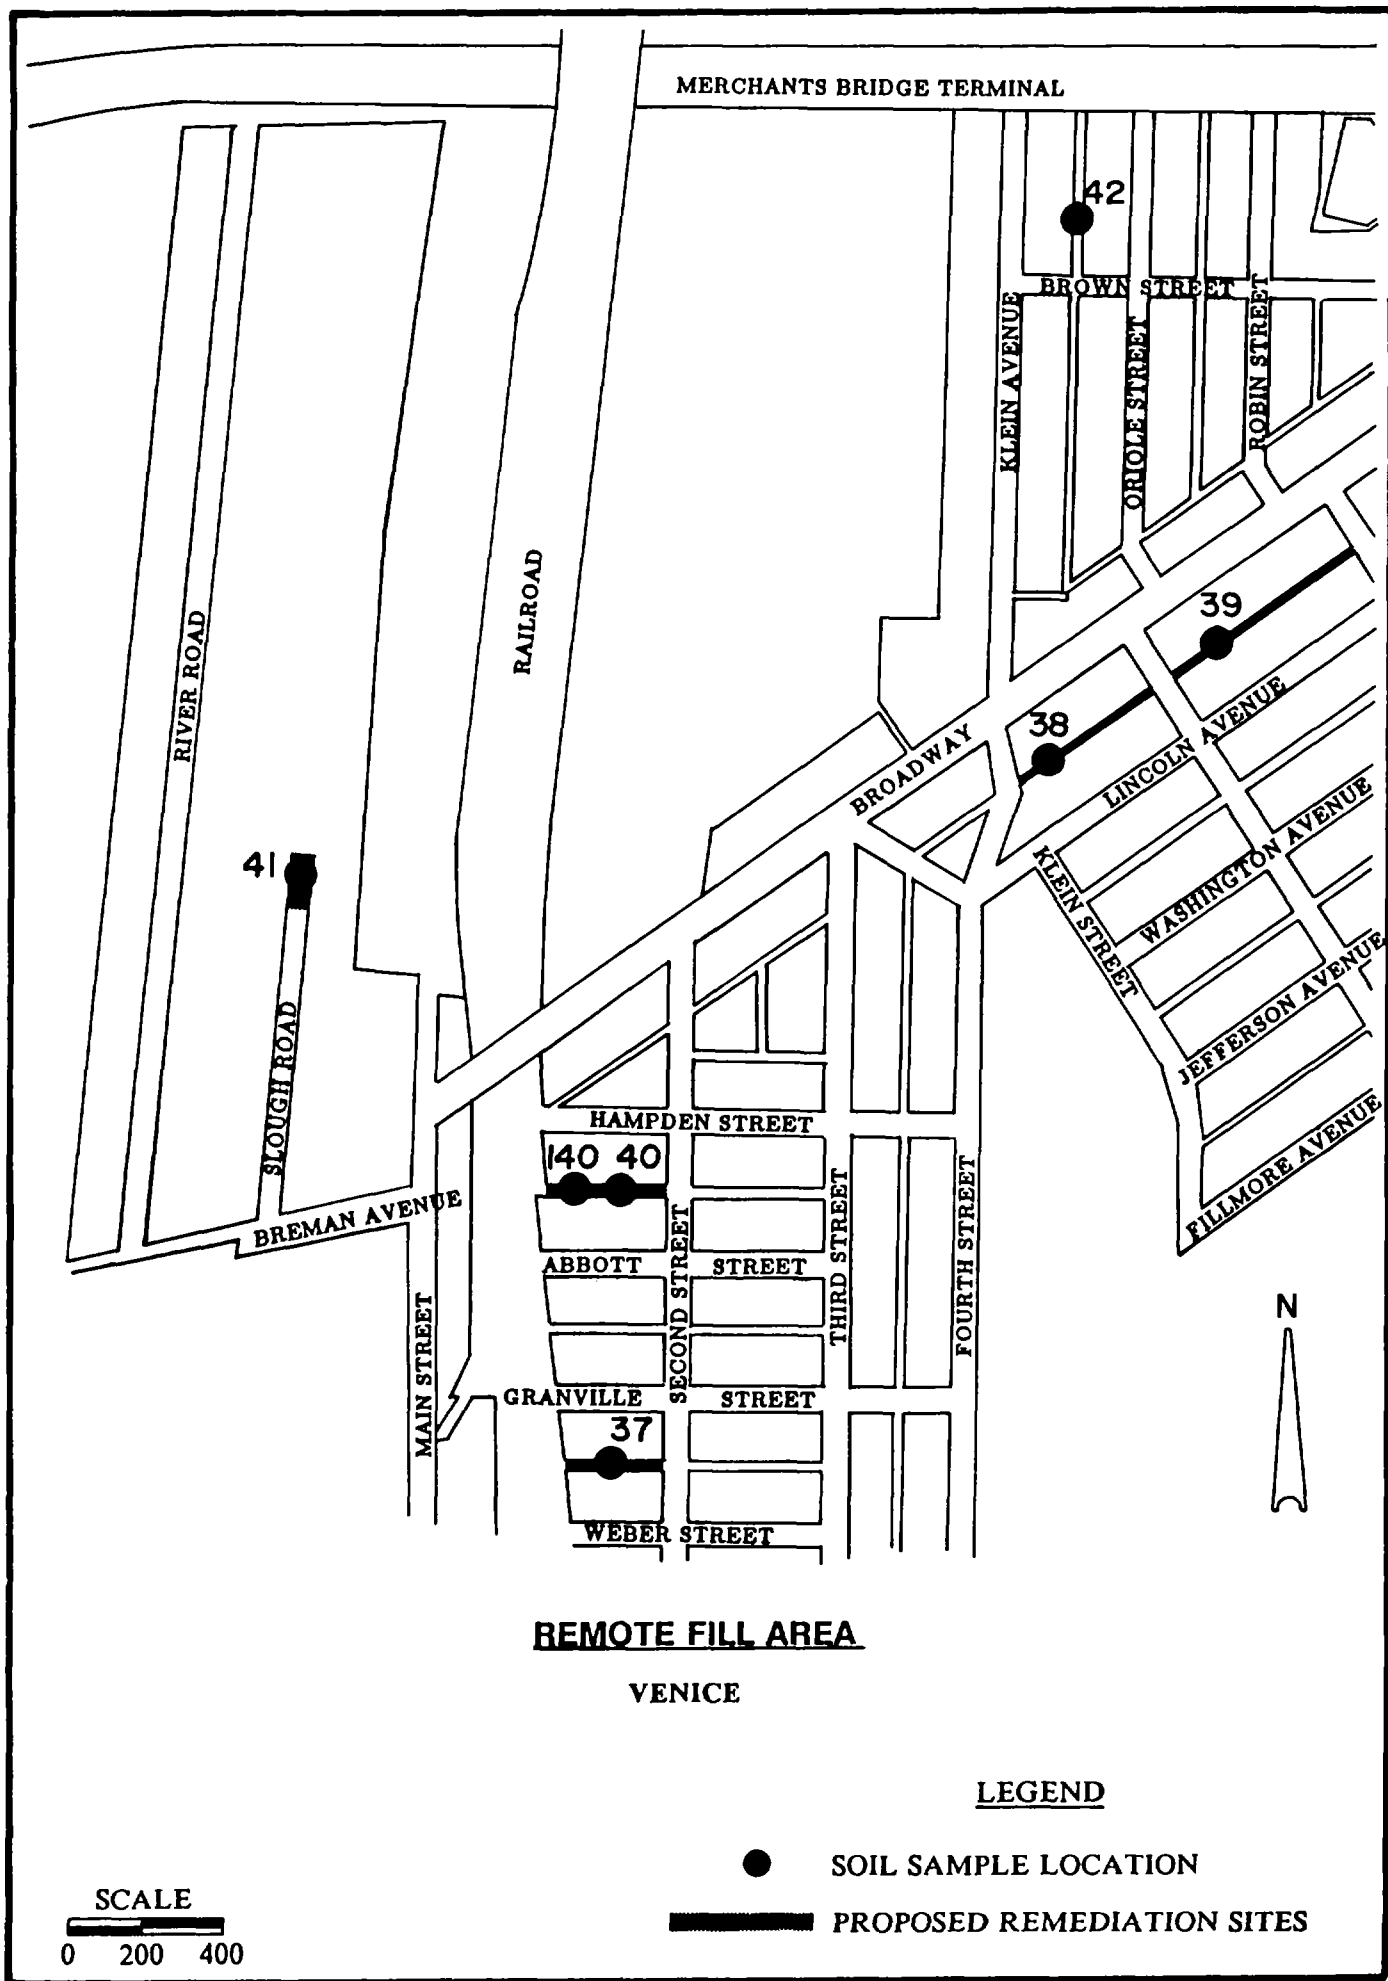 MERCHANTS BRIDGE TERMINAL
42
BROWN STREET
KLEIN AVENUE
ORIOLE STREET
ROBIN STREET
RAILROAD
RIVER ROAD
39
38
BROADWAY
LINCOLN AVENUE
WASHINGTON AVENUE
KLEIN STREET
JEFFERSON AVENUE
FILLMORE AVENUE
41
SLOUGH ROAD
BREMAN AVENUE
HAMPDEN STREET
140 40
ABBOTT STREET
SECOND STREET
THIRD STREET
FOURTH STREET
MAIN STREET
GRANVILLE STREET
37
WEBER STREET
N
REMOTE FILL AREA
VENICE
LEGEND
SOIL SAMPLE LOCATION
PROPOSED REMEDIATION SITES
SCALE
0 200 400